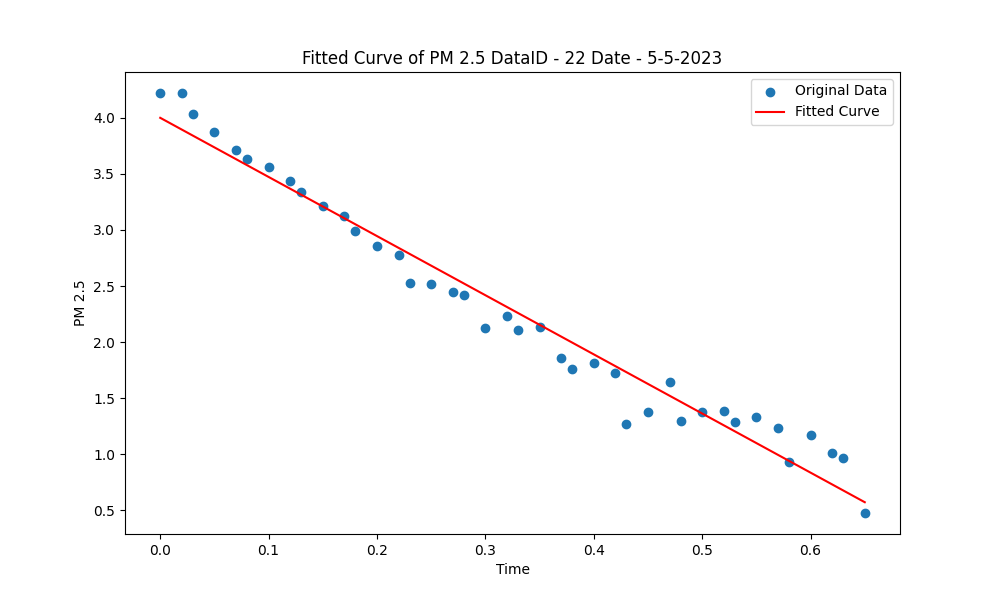 Fitted Curve of PM 2.5 DataID - 22 Date - 5-5-2023
Original Data
Fitted Curve
4.0
3.5
3.0
2.5
2.0
1.5
1.0
0.5
PM 2.5
0.0 0.1 0.2 0.3 0.4 0.5 0.6
Time